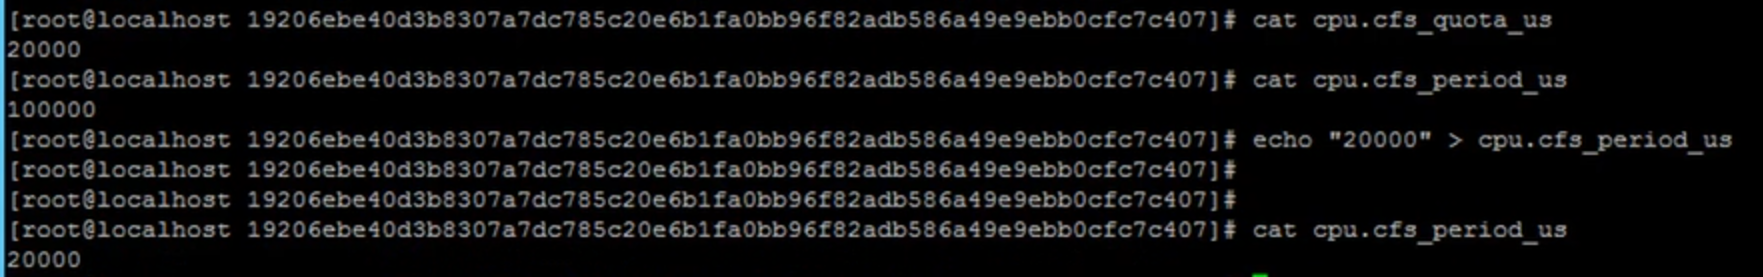 [root@localhost 19206ebe40d3b8307a7dc785c20e6b1fa0bb96f82adb586a49e9ebb0cfc7c407]# cat cpu.cfs_quota_us
20000
[root@localhost 19206ebe40d3b8307a7dc785c20e6b1fa0bb96f82adb586a49e9ebb0cfc7c407]# cat cpu.cfs_period_us
100000
[root@localhost 19206ebe40d3b8307a7dc785c20e6b1fa0bb96f82adb586a49e9ebb0cfc7c407]# echo "20000" > cpu.cfs_period_us
[root@localhost 19206ebe40d3b8307a7dc785c20e6b1fa0bb96f82adb586a49e9ebb0cfc7c407]#
[root@localhost 19206ebe40d3b8307a7dc785c20e6b1fa0bb96f82adb586a49e9ebb0cfc7c407]#
[root@localhost 19206ebe40d3b8307a7dc785c20e6b1fa0bb96f82adb586a49e9ebb0cfc7c407]# cat cpu.cfs_period_us
20000